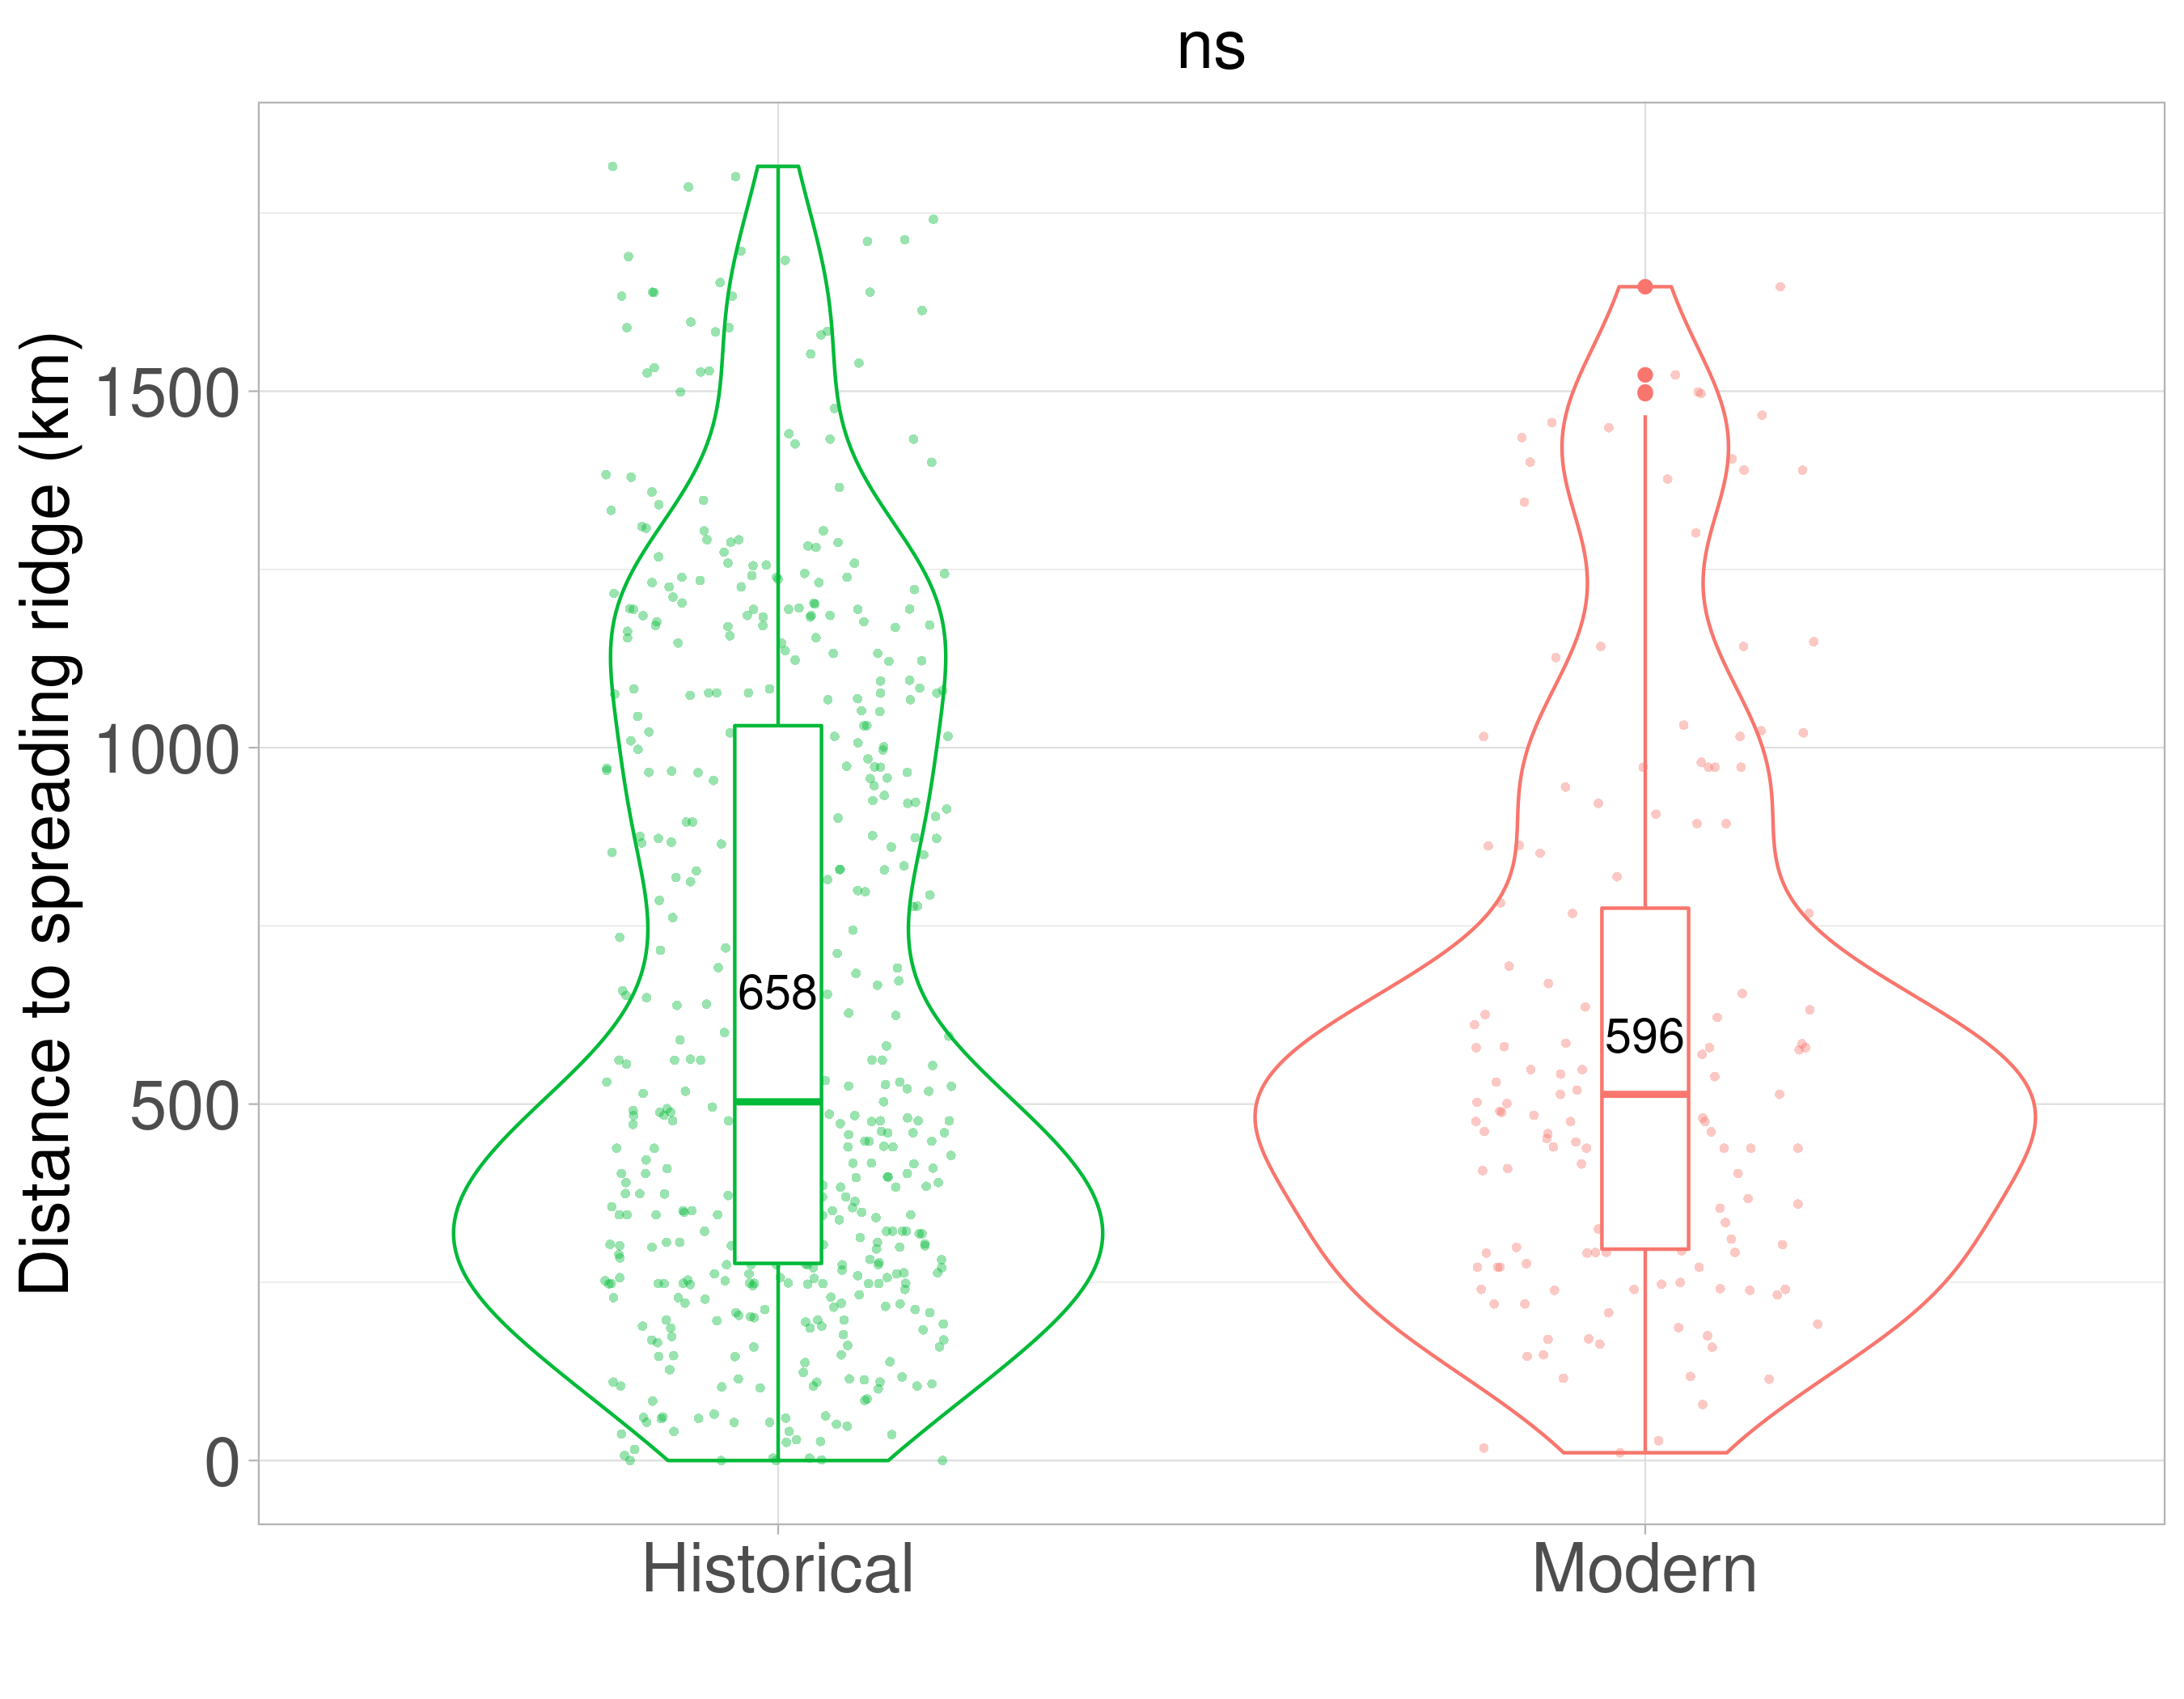 ns
Distance to spreading ridge (km)
1500
1000
500
0
658
596
Historical
Modern